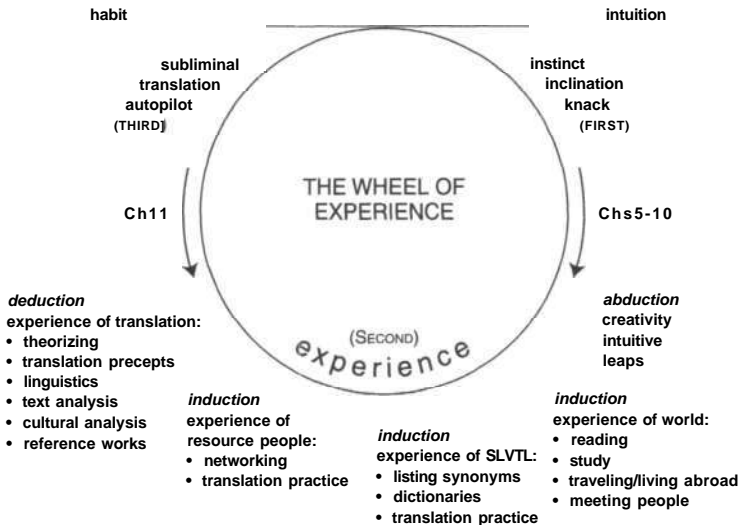 habit
intuition
subliminal
translation
autopilot
(THIRD]
instinct
inclination
knack
(FIRST)
THE WHEEL OF
EXPERIENCE
Ch11
Chs5-10
(SECOND)
experience
deduction
experience of translation:
• theorizing
• translation precepts
• linguistics
• text analysis
• cultural analysis
• reference works
induction
experience of
resource people:
• networking
• translation practice
induction
experience of SLVTL:
• listing synonyms
• dictionaries
• translation practice
abduction
creativity
intuitive
leaps
induction
experience of world:
• reading
• study
• traveling/living abroad
• meeting people